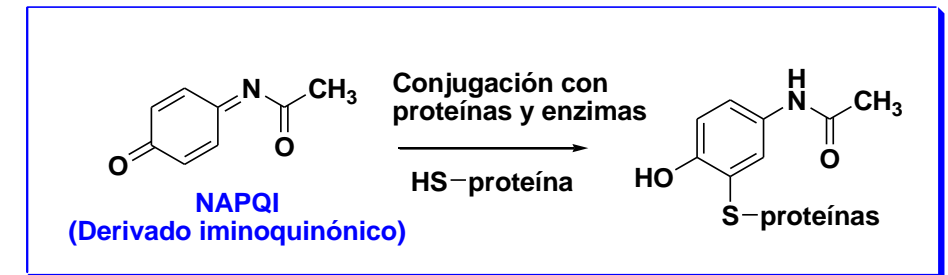 N
CH3
O
O
NAPQI
(Derivado iminoquinónico)
Conjugación con
proteínas y enzimas
HS–proteína
H
N
CH3
O
HO
S–proteínas